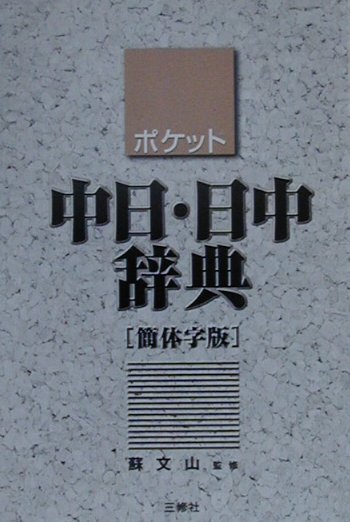 ポケット
中日・日中
辞典
[簡体字版]
蘇文山 監修
三修社